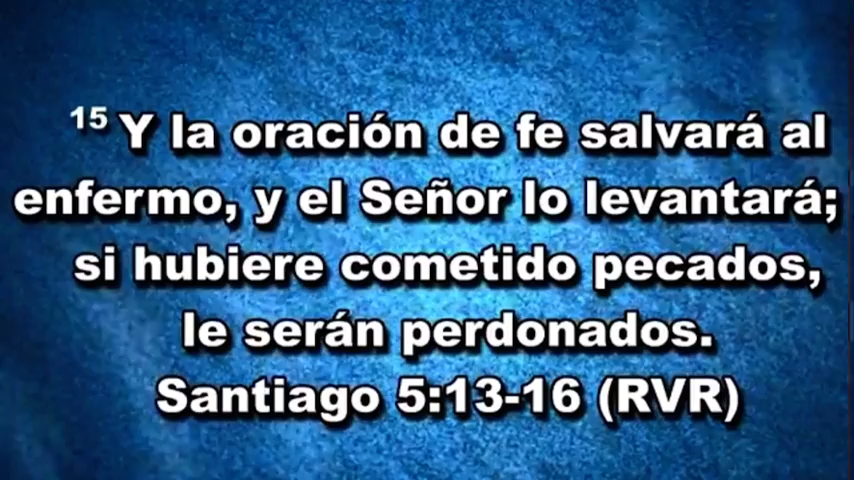 15 Y la oración de fe salvará al
enfermo, y el Señor lo levantará;
si hubiere cometido pecados,
le serán perdonados.
Santiago 5:13-16 (RVR)